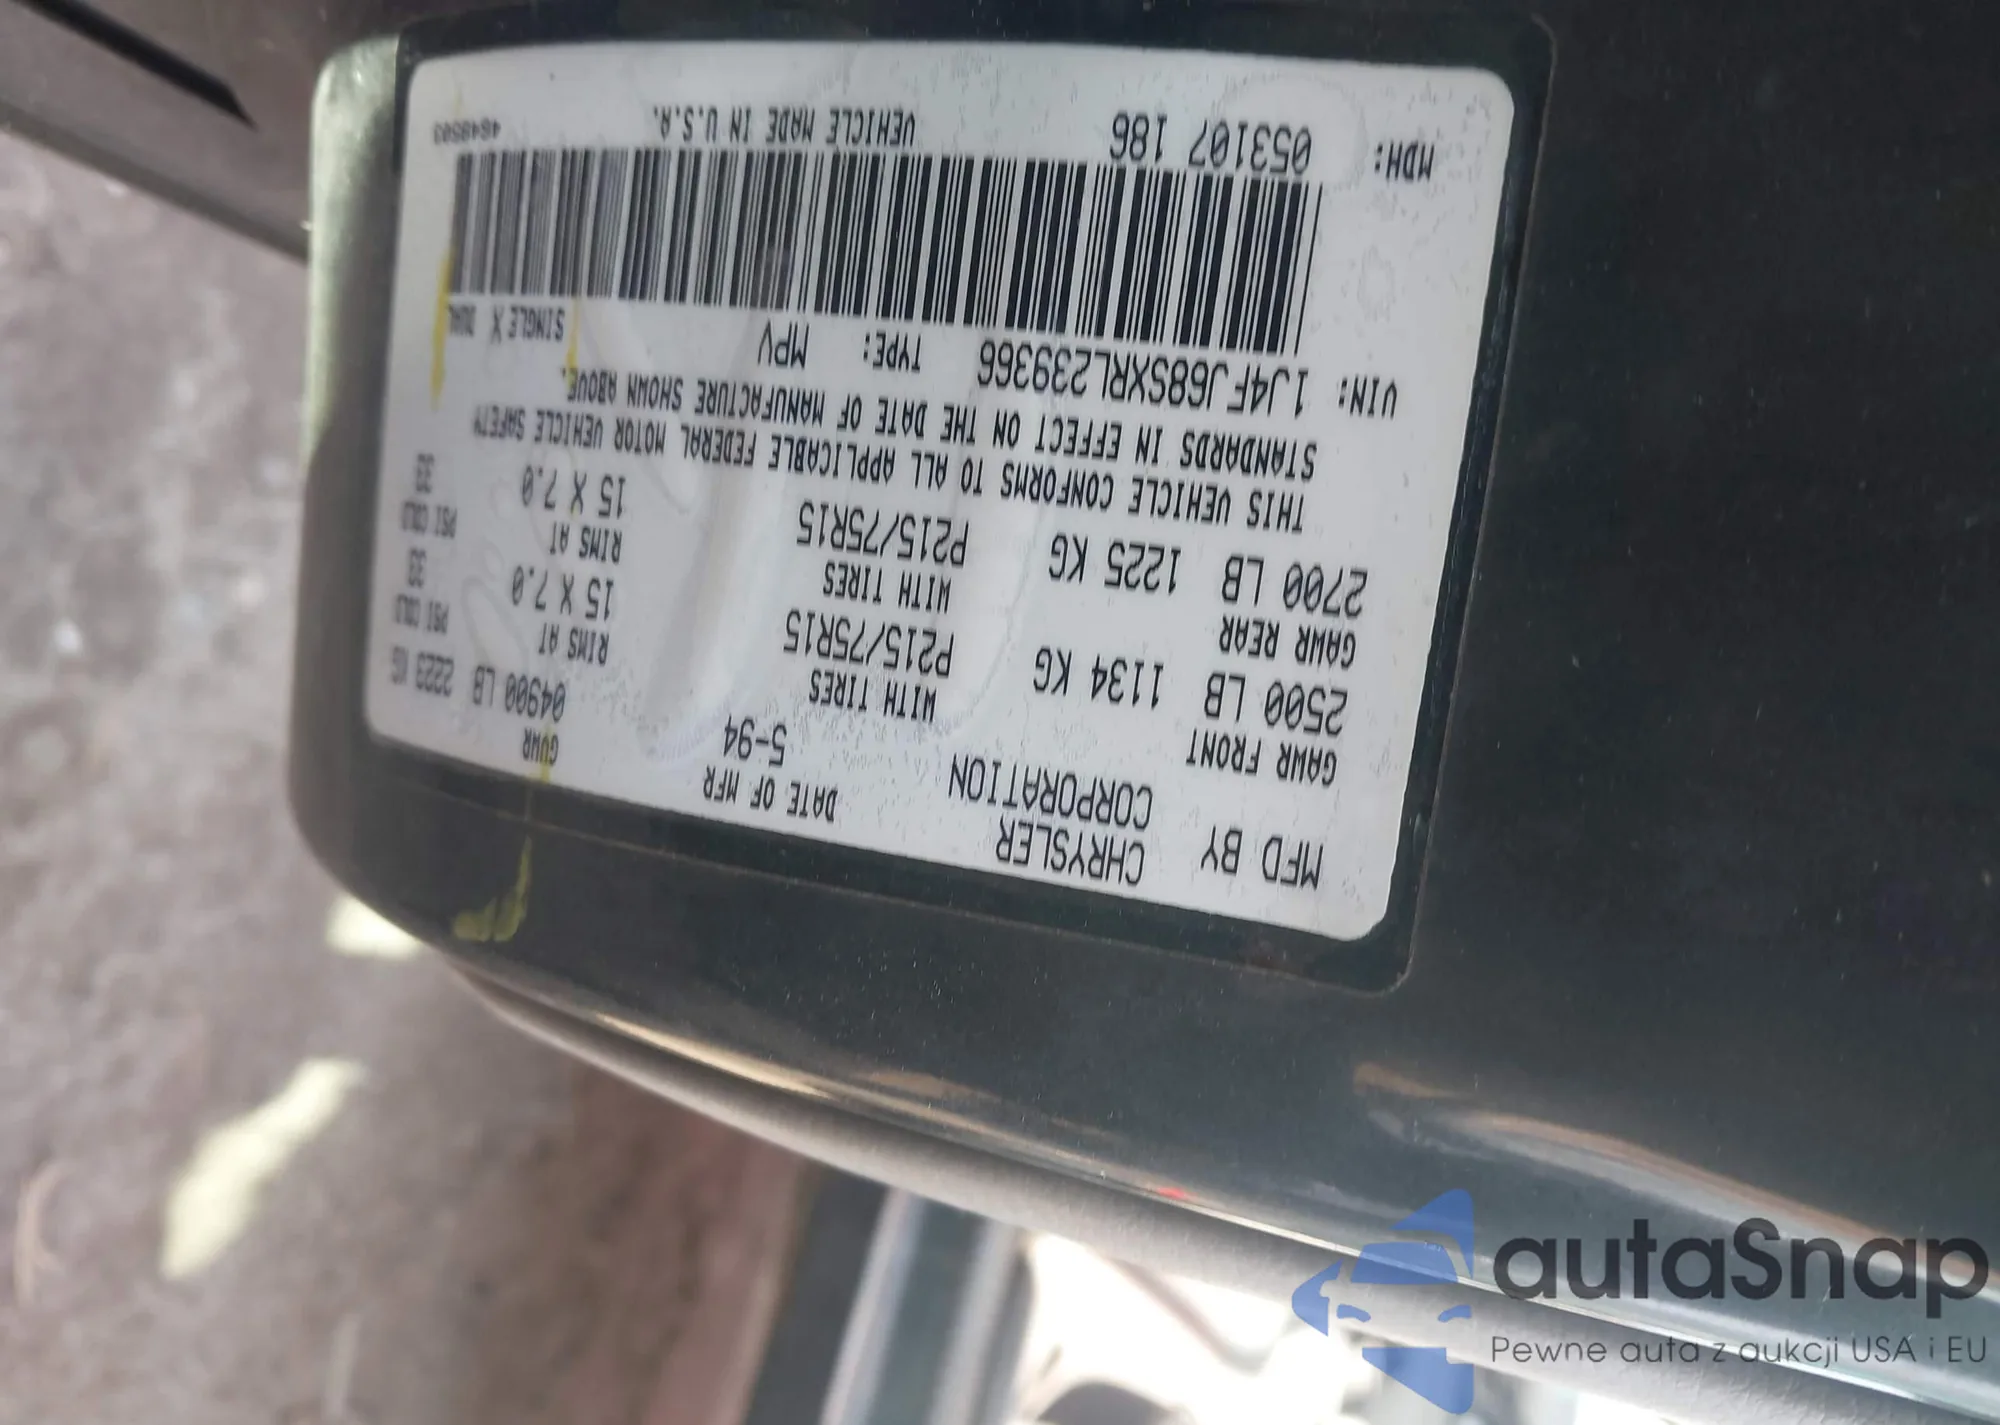 MFD BY CHRYSLER CORPORATION DATE OF MFR 5-94 GVWR 04900 LB 2223 KG
GAWR FRONT WITH TIRES RIMS AT PSI COLD
2500 LB 1134 KG P215/75R15 15 X 7.0 33
GAWR REAR WITH TIRES RIMS AT PSI COLD
2700 LB 1225 KG P215/75R15 15 X 7.0 33
THIS VEHICLE CONFORMS TO ALL APPLICABLE FEDERAL MOTOR VEHICLE SAFETY
STANDARDS IN EFFECT ON THE DATE OF MANUFACTURE SHOWN ABOVE.
VIN: 1J4FJ68SXRL239366 TYPE: MPV SINGLE X DUAL
MDH: 053107 186 VEHICLE MADE IN U.S.A. 4648503
autaSnap
Pewne auta z aukcji USA i EU